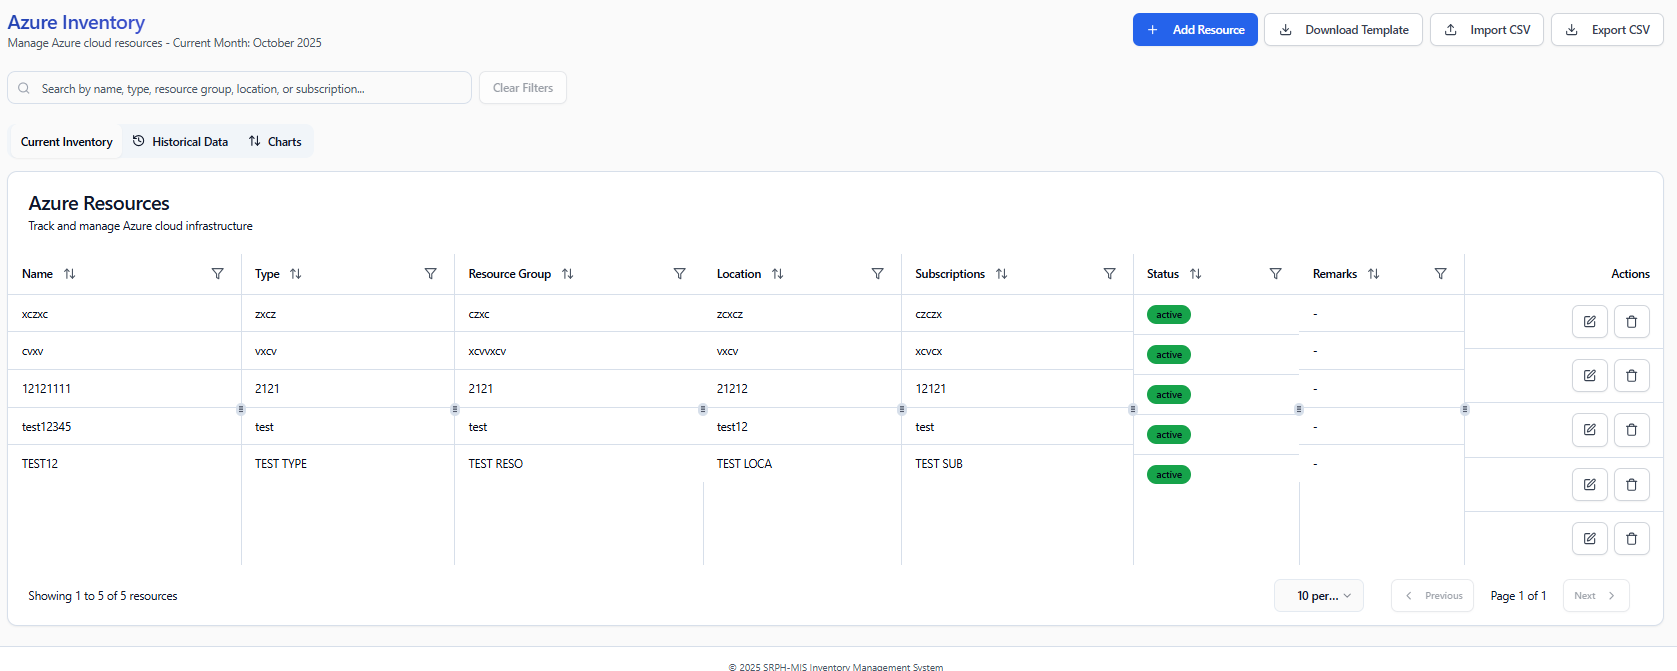 Azure Inventory
Manage Azure cloud resources - Current Month: October 2025
Add Resource
Download Template
Import CSV
Export CSV
Search by name, type, resource group, location, or subscription...
Clear Filters
Current Inventory
Historical Data
Charts
Azure Resources
Track and manage Azure cloud infrastructure
Name Type Resource Group Location Subscriptions Status Remarks Actions
xczxc zxcz czxc zcxcz czczx active -
cvxv vxcv xcvvxcv vxcv xcvcx active -
12121111 2121 2121 21212 12121 active -
test12345 test test test12 test active -
TEST12 TEST TYPE TEST RESO TEST LOCA TEST SUB active -
Showing 1 to 5 of 5 resources
10 per...
Previous
Page 1 of 1
Next
© 2025 SRPH-MIS Inventory Management System